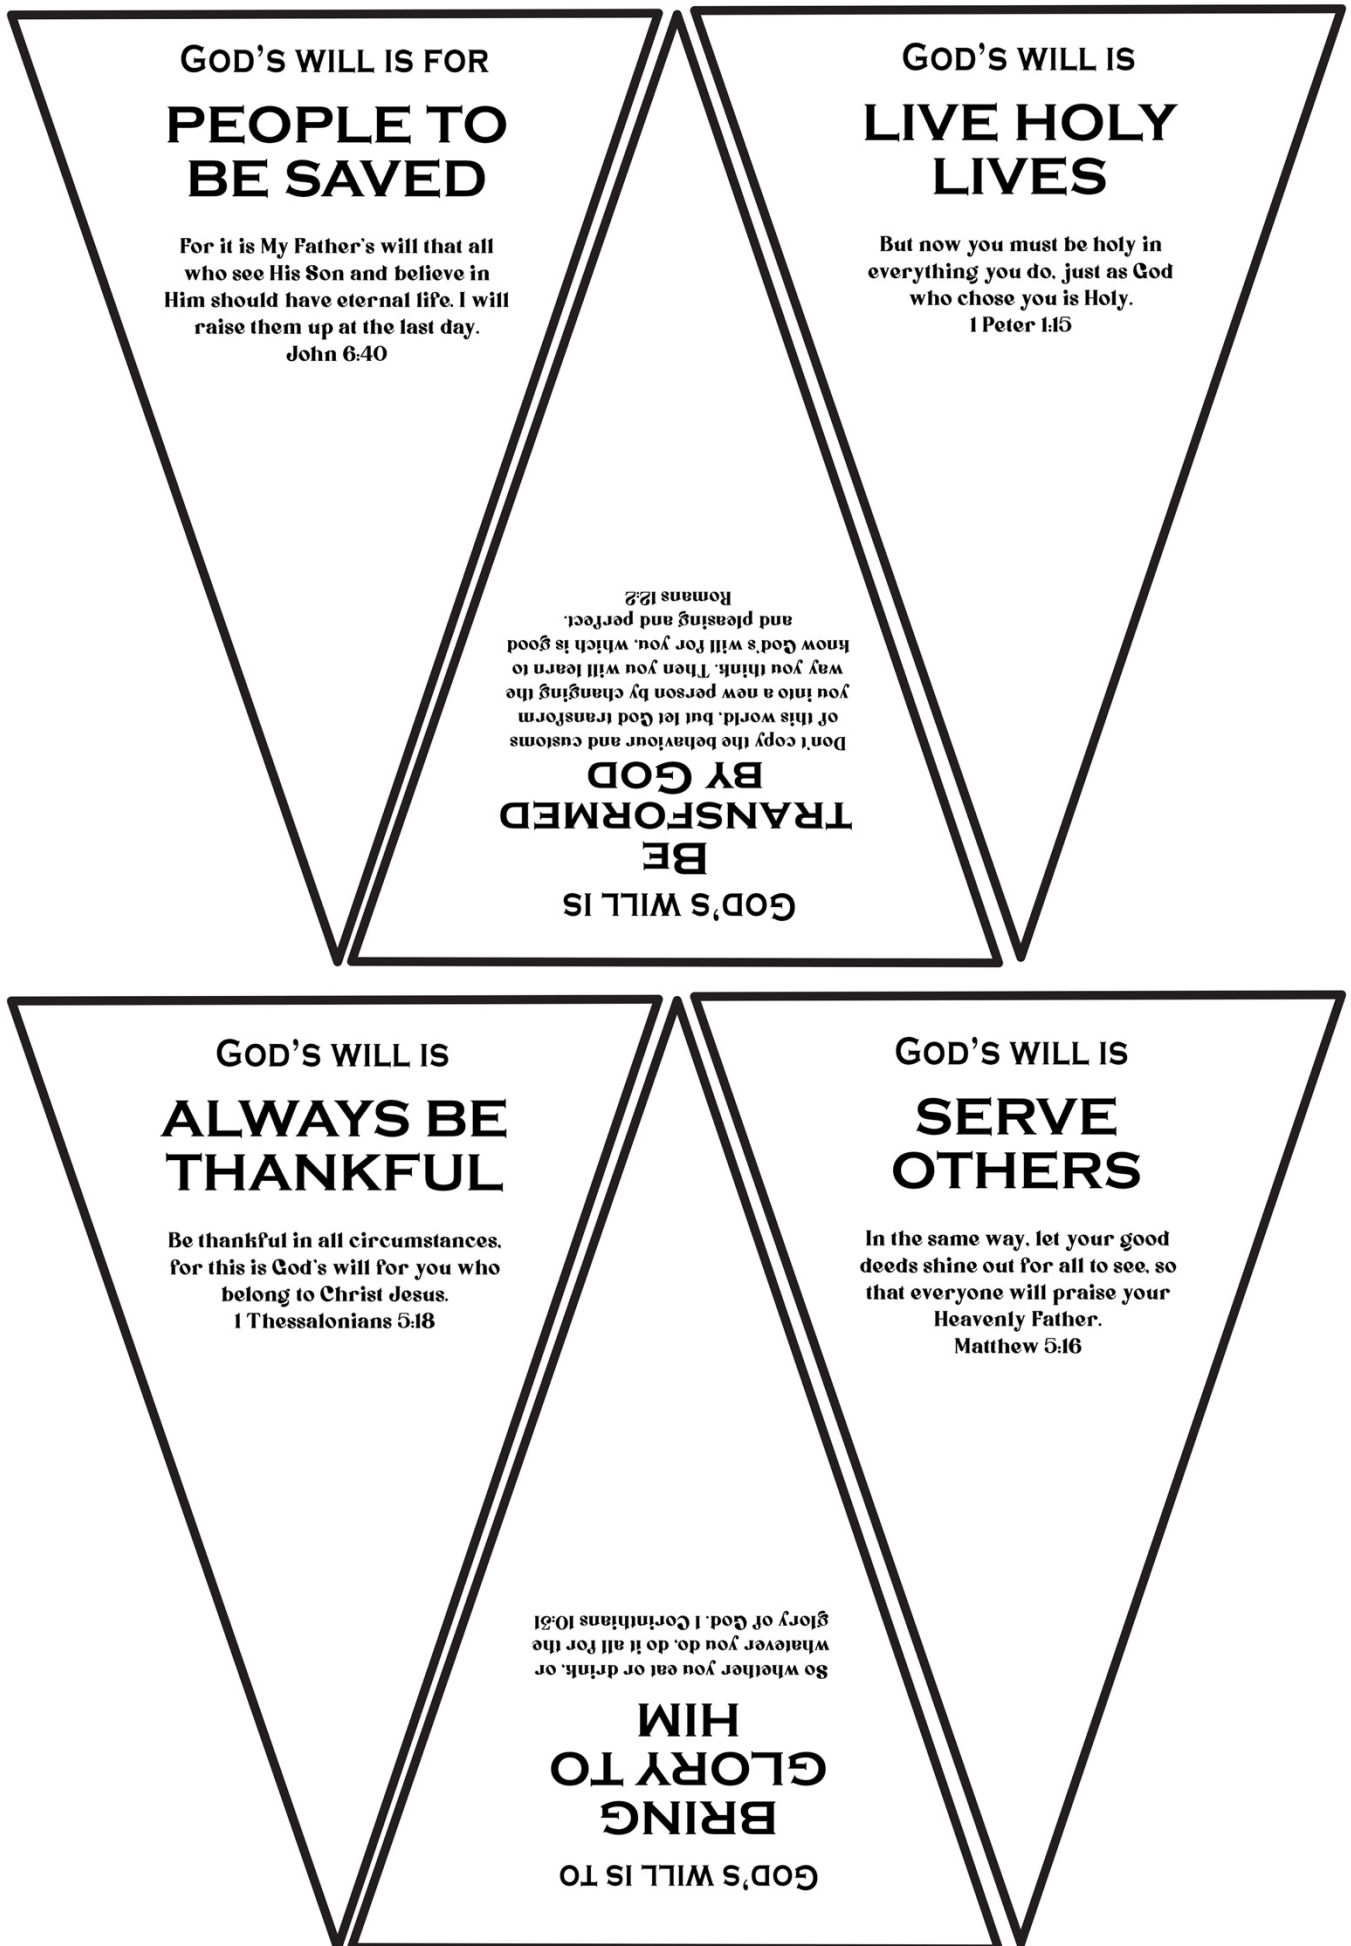 GOD'S WILL IS FOR
PEOPLE TO
BE SAVED
For it is My Father's will that all
who see His Son and believe in
Him should have eternal life. I will
raise them up at the last day.
John 6:40
GOD'S WILL IS
BE
TRANSFORMED
BY GOD
Don't copy the behaviour and customs
of this world, but let God transform
you into a new person by changing the
way you think. Then you will learn to
know God's will for you, which is good
and pleasing and perfect.
Romans 12:2
GOD'S WILL IS
LIVE HOLY
LIVES
But now you must be holy in
everything you do, just as God
who chose you is Holy.
1 Peter 1:15
GOD'S WILL IS
ALWAYS BE
THANKFUL
Be thankful in all circumstances,
for this is God's will for you who
belong to Christ Jesus.
1 Thessalonians 5:18
GOD'S WILL IS TO
BRING
GLORY TO
HIM
So whether you eat or drink, or
whatever you do, do it all for the
glory of God. 1 Corinthians 10:31
GOD'S WILL IS
SERVE
OTHERS
In the same way, let your good
deeds shine out for all to see, so
that everyone will praise your
Heavenly Father.
Matthew 5:16